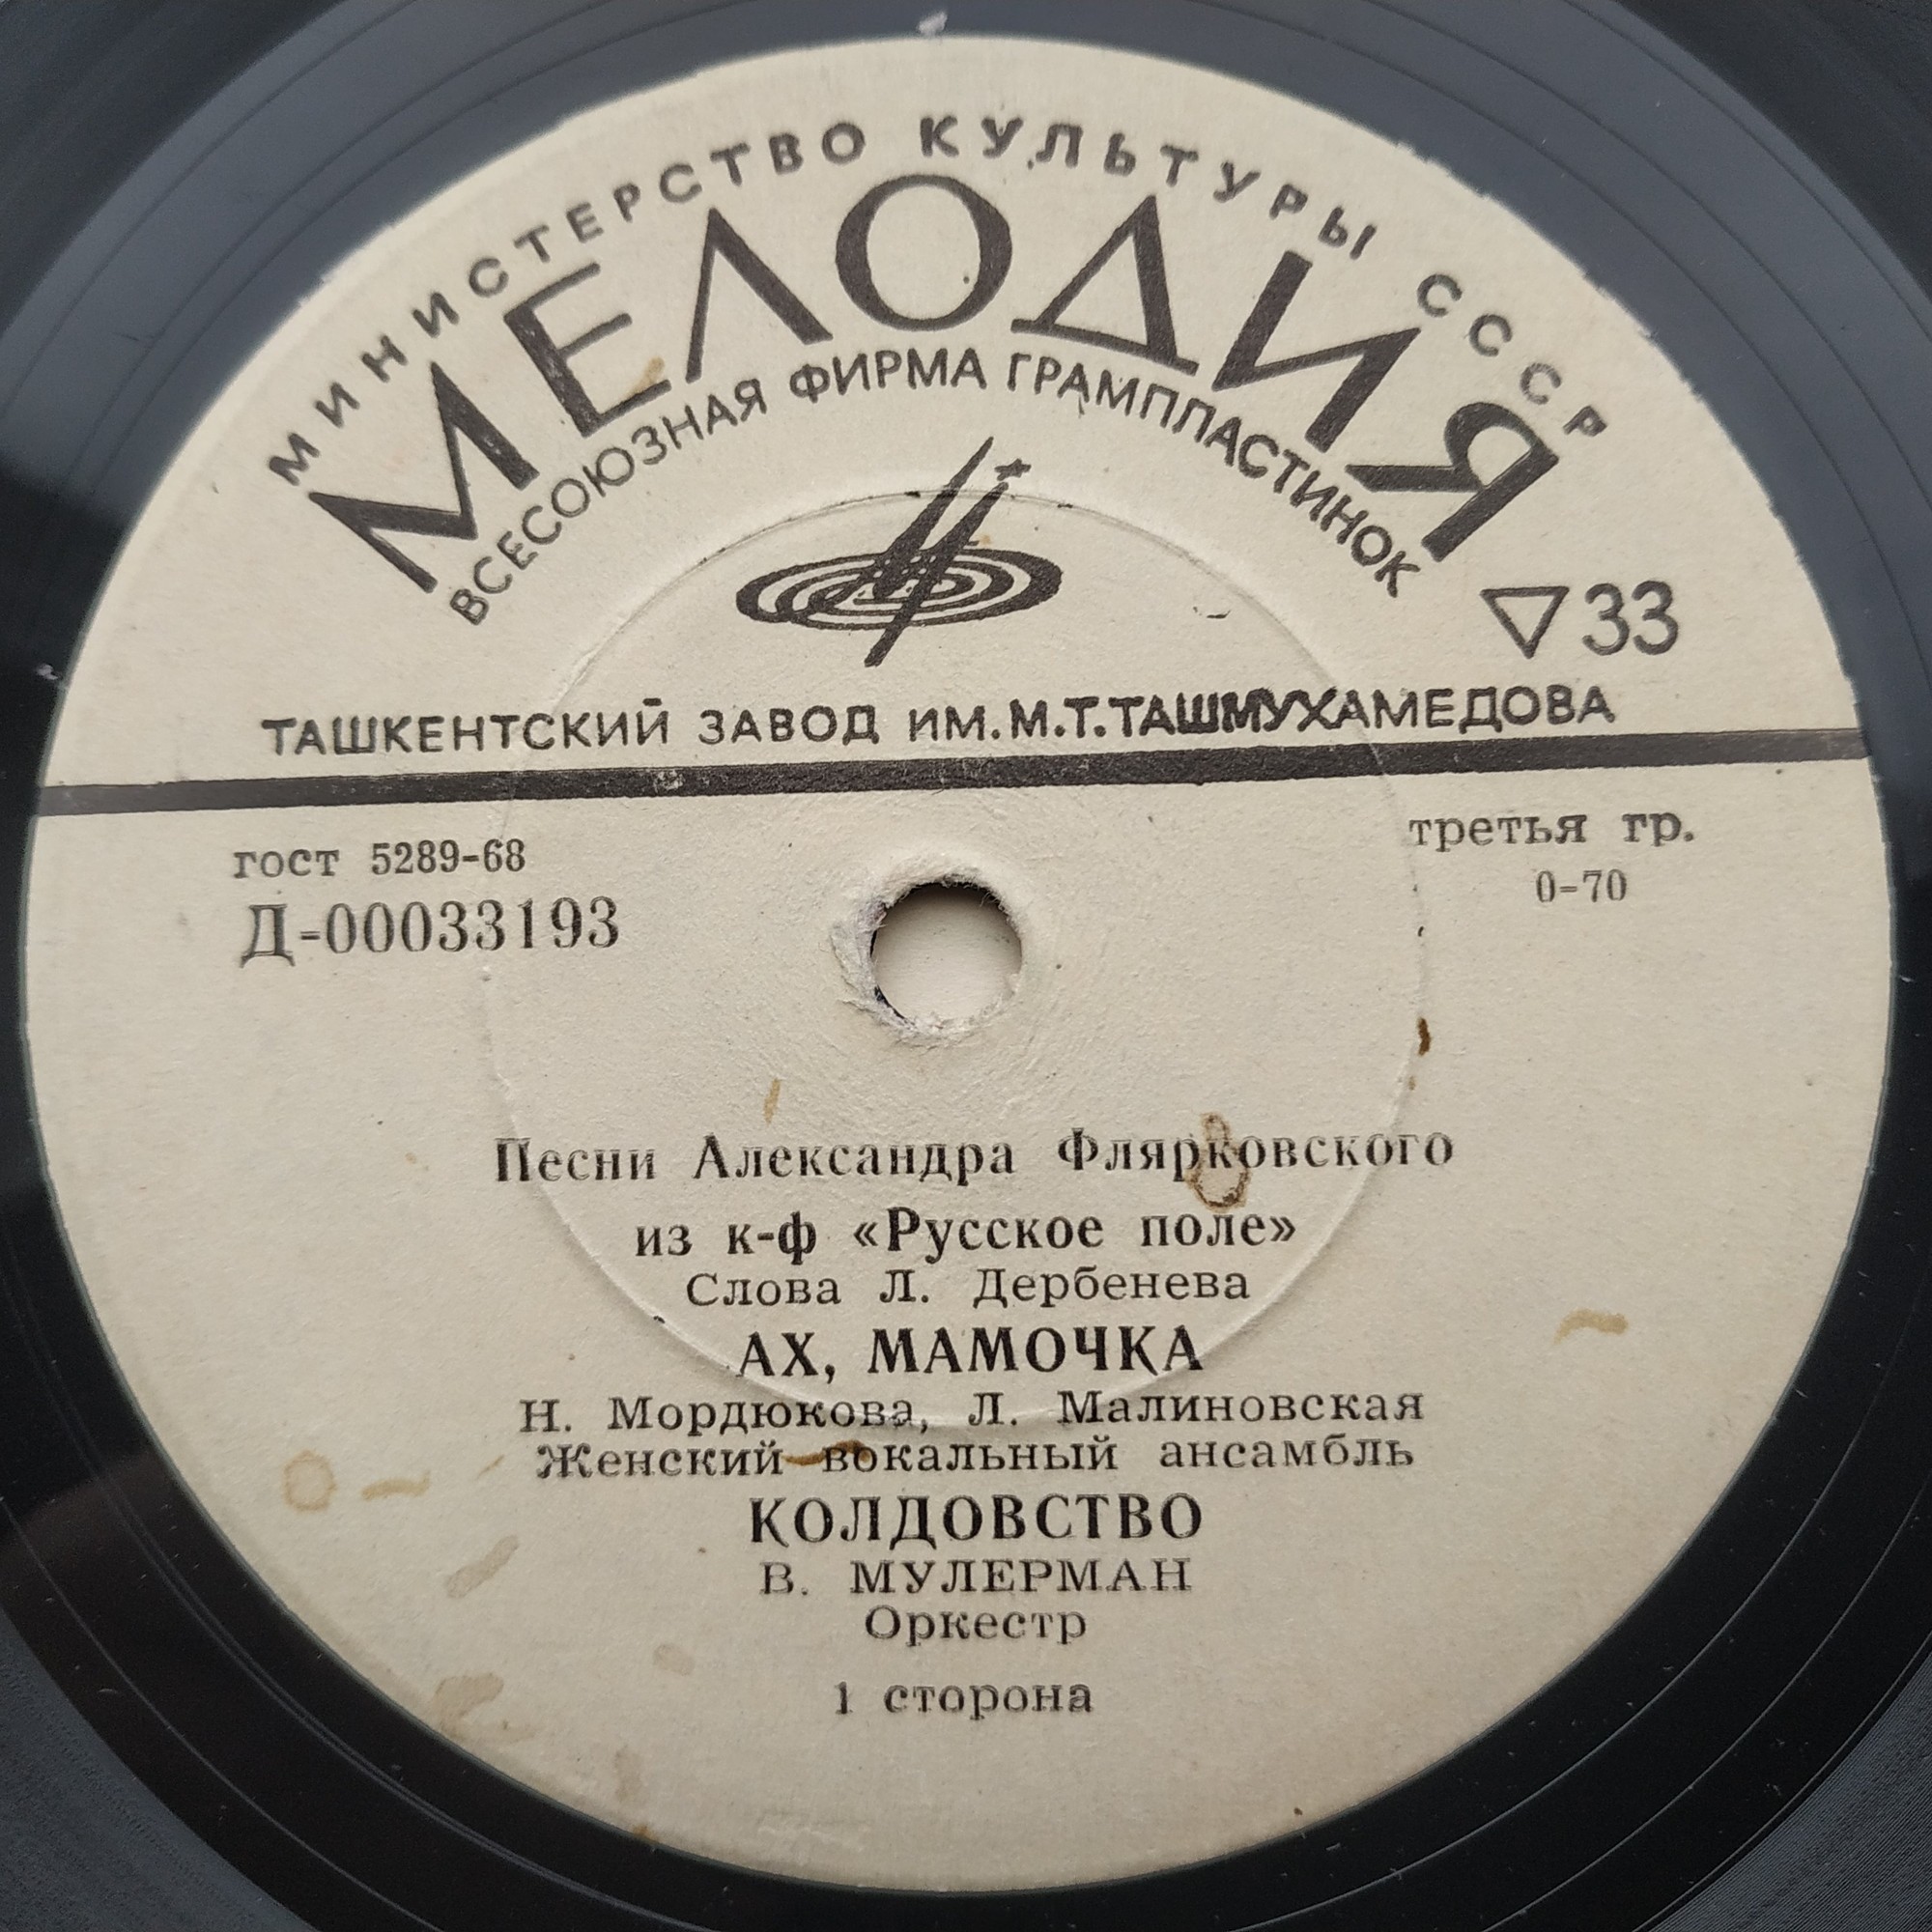 МИНИСТЕРСТВО КУЛЬТУРЫ СССР
МЕЛОДИЯ
ВСЕСОЮЗНАЯ ФИРМА ГРАМПЛАСТИНОК
▽33
ТАШКЕНТСКИЙ ЗАВОД ИМ.М.Т.ТАШМУХАМЕДОВА
гост 5289-68
третья гр.
Д-00033193
0-70
Песни Александра Флярковского
из к-ф «Русское поле»
Слова Л. Дербенева
АХ, МАМОЧКА
Н. Мордюкова, Л. Малиновская
Женский вокальный ансамбль
КОЛДОВСТВО
В. МУЛЕРМАН
Оркестр
1 сторона